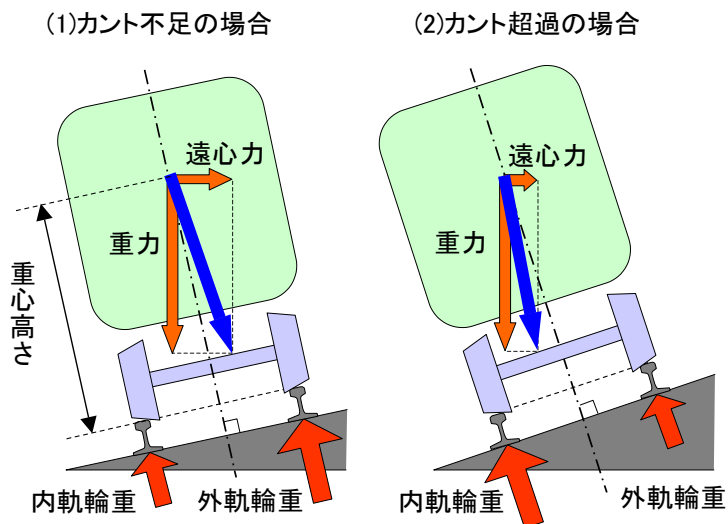 (1)カント不足の場合
(2)カント超過の場合
遠心力
重力
重心高さ
内軌輪重
外軌輪重
遠心力
重力
内軌輪重
外軌輪重